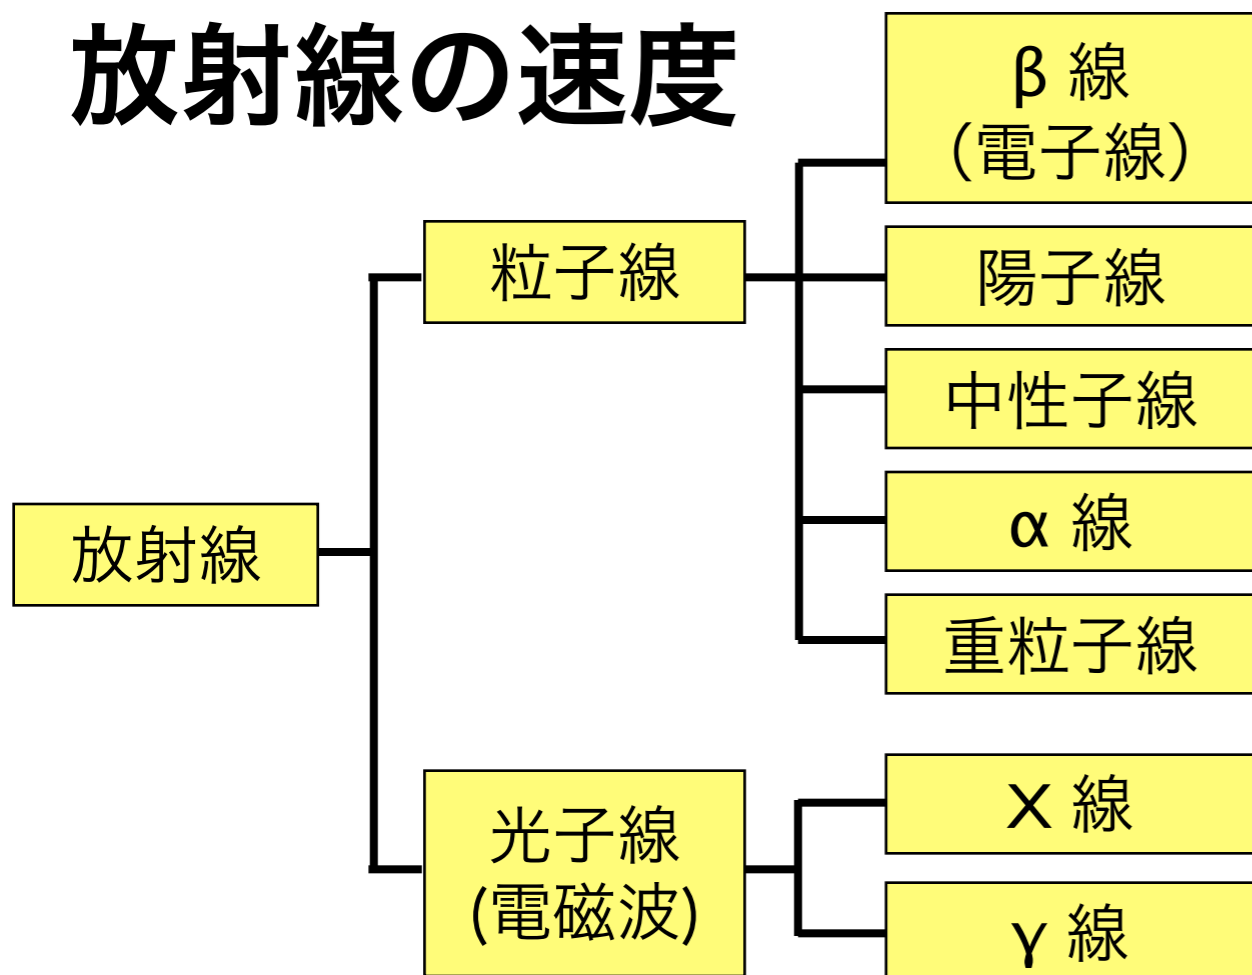 放射線の速度
β 線
（電子線）
粒子線
陽子線
中性子線
α 線
放射線
重粒子線
光子線
(電磁波)
X 線
γ 線